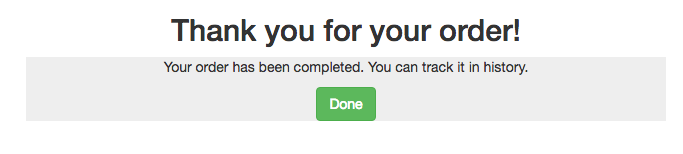 Thank you for your order!
Your order has been completed. You can track it in history.
Done